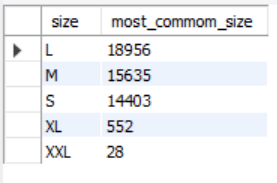 size most_commom_size
L 18956
M 15635
S 14403
XL 552
XXL 28